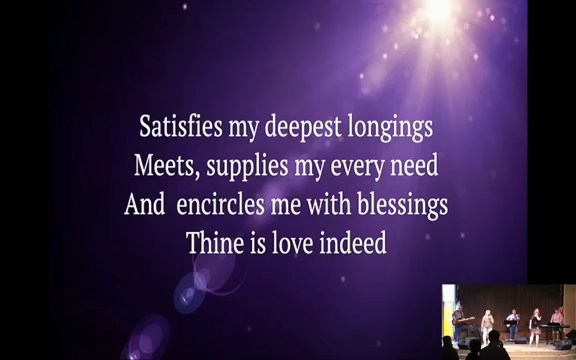 Satisfies my deepest longings
Meets, supplies my every need
And encircles me with blessings
Thine is love indeed